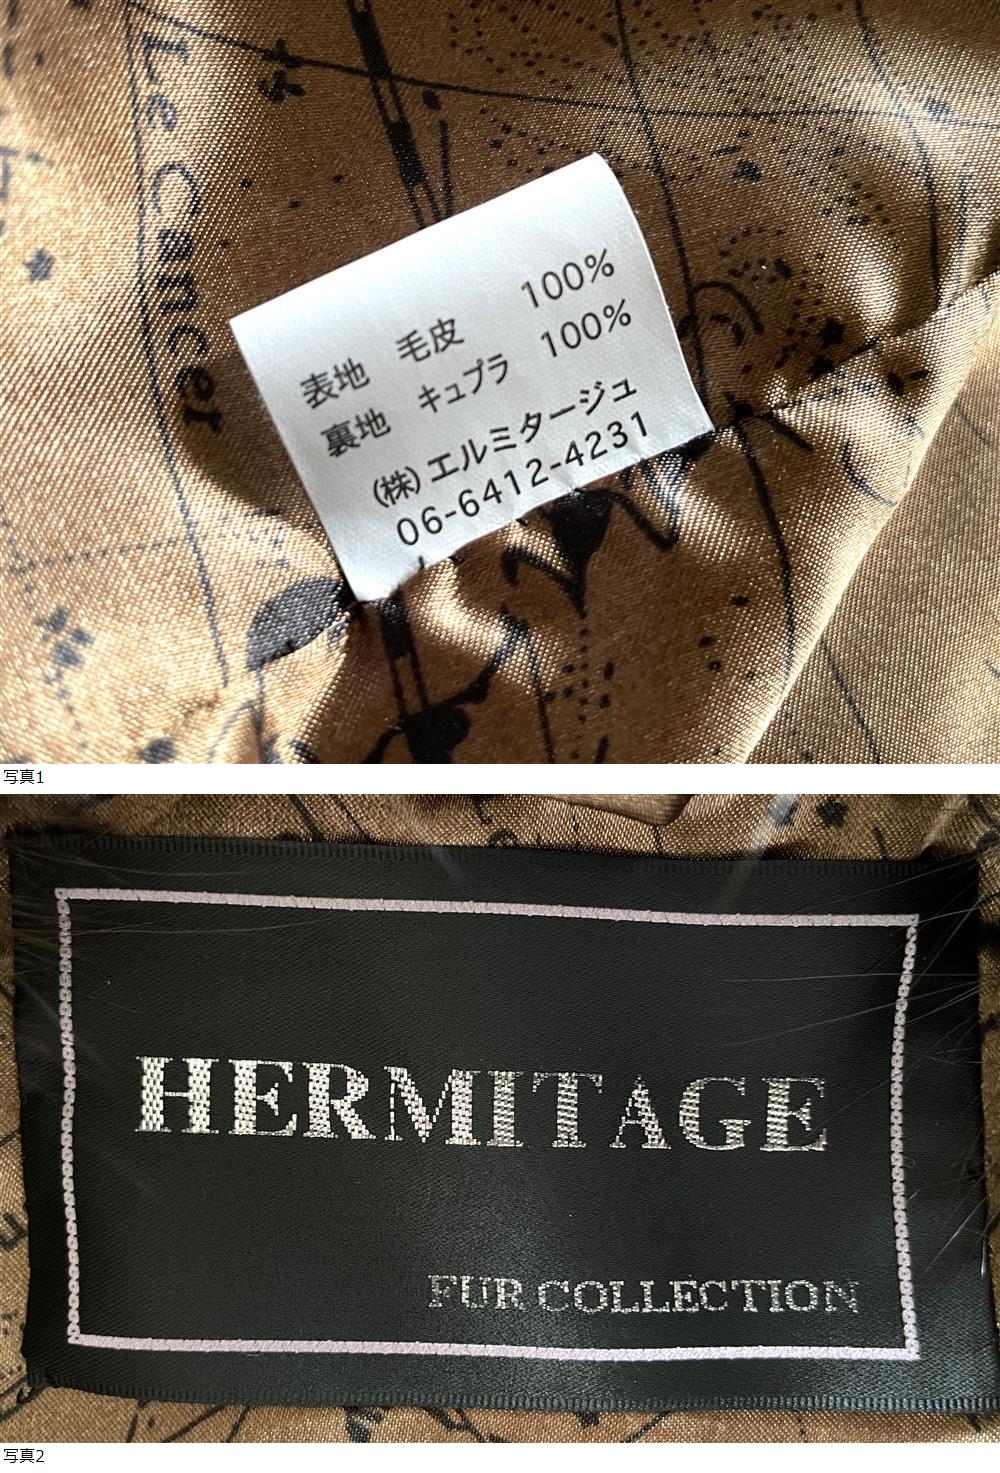 Le Cancer
表地 毛皮 100%
裏地 キュプラ 100%
(株)エルミタージュ
06-6412-4231
写真1
HERMITAGE
FUR COLLECTION
写真2